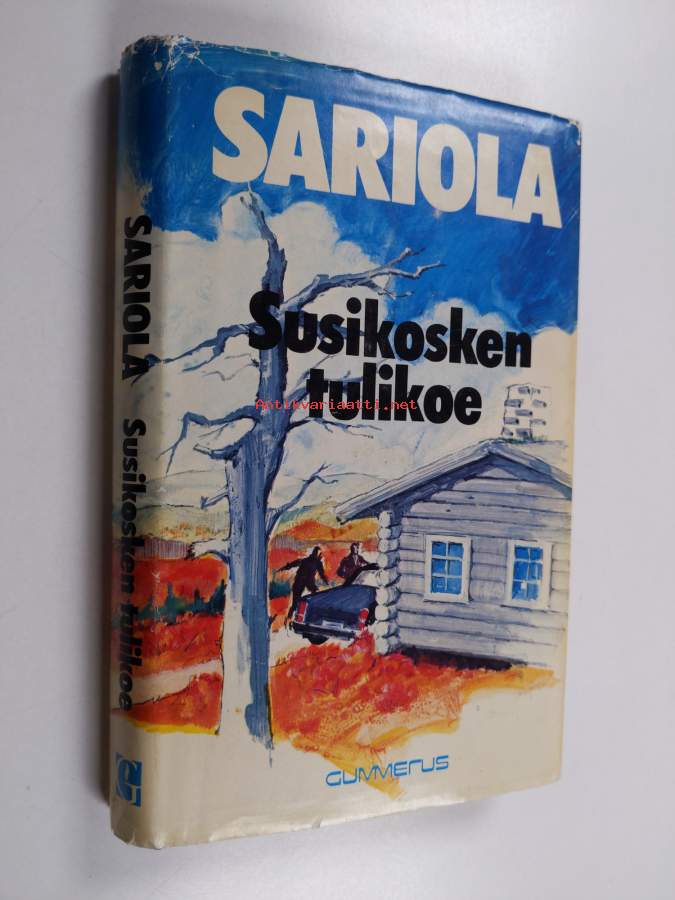 SARIOLA
Susikosken
tulikoe
Antikvariaatti.net
GUMMERUS
SARIOLA Susikosken tulikoe
G